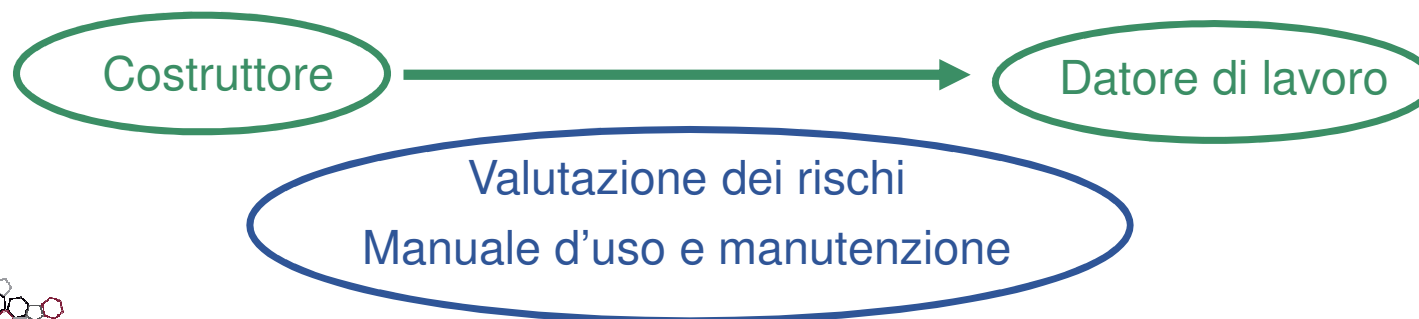 Costruttore
Datore di lavoro
Valutazione dei rischi
Manuale d’uso e manutenzione